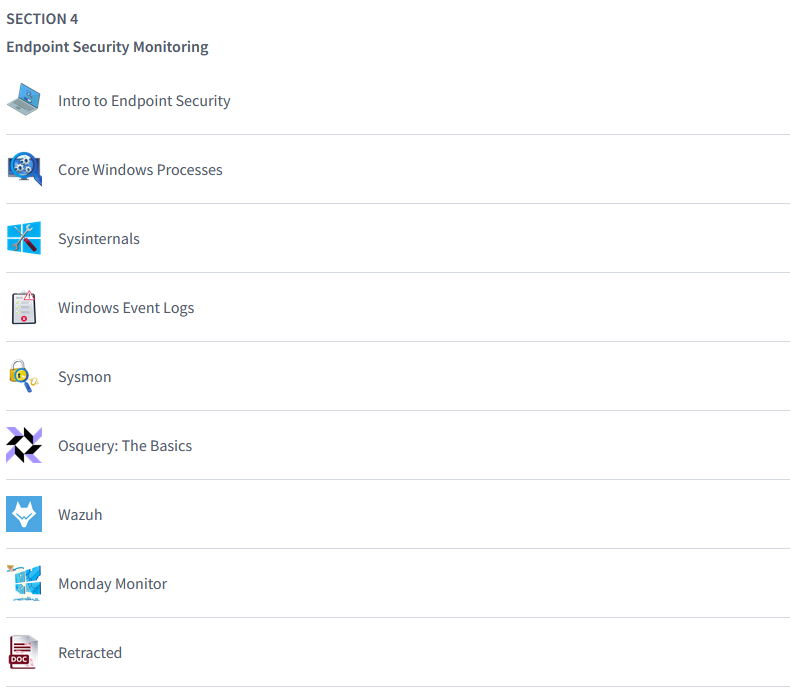 SECTION 4
Endpoint Security Monitoring
Intro to Endpoint Security
Core Windows Processes
Sysinternals
Windows Event Logs
Sysmon
Osquery: The Basics
Wazuh
Monday Monitor
DOC
Retracted